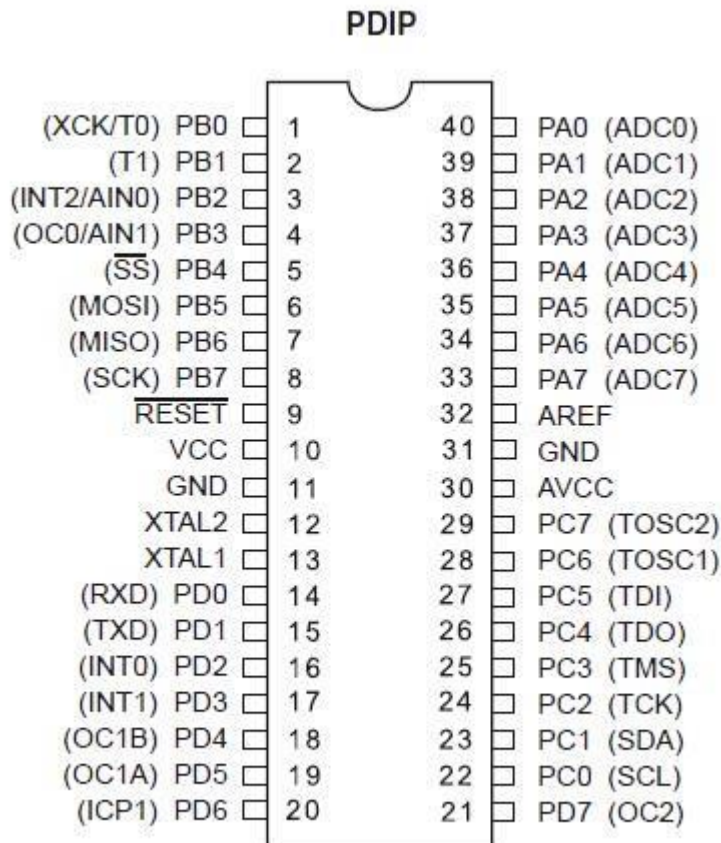 PDIP
(XCK/T0) PB0 1 40 PA0 (ADC0)
(T1) PB1 2 39 PA1 (ADC1)
(INT2/AIN0) PB2 3 38 PA2 (ADC2)
(OC0/AIN1) PB3 4 37 PA3 (ADC3)
(S̅S̅) PB4 5 36 PA4 (ADC4)
(MOSI) PB5 6 35 PA5 (ADC5)
(MISO) PB6 7 34 PA6 (ADC6)
(SCK) PB7 8 33 PA7 (ADC7)
R̅E̅S̅E̅T̅ 9 32 AREF
VCC 10 31 GND
GND 11 30 AVCC
XTAL2 12 29 PC7 (TOSC2)
XTAL1 13 28 PC6 (TOSC1)
(RXD) PD0 14 27 PC5 (TDI)
(TXD) PD1 15 26 PC4 (TDO)
(INT0) PD2 16 25 PC3 (TMS)
(INT1) PD3 17 24 PC2 (TCK)
(OC1B) PD4 18 23 PC1 (SDA)
(OC1A) PD5 19 22 PC0 (SCL)
(ICP1) PD6 20 21 PD7 (OC2)